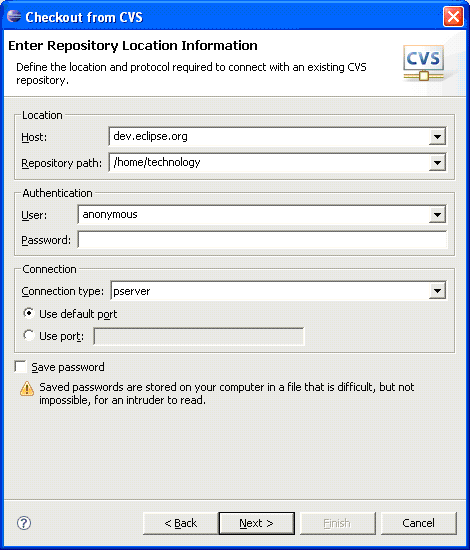 Checkout from CVS
Enter Repository Location Information
Define the location and protocol required to connect with an existing CVS
repository.
CVS
Location
Host: dev.eclipse.org
Repository path: /home/technology
Authentication
User: anonymous
Password:
Connection
Connection type: pserver
Use default port
Use port:
Save password
Saved passwords are stored on your computer in a file that is difficult, but not
impossible, for an intruder to read.
? < Back Next > Finish Cancel